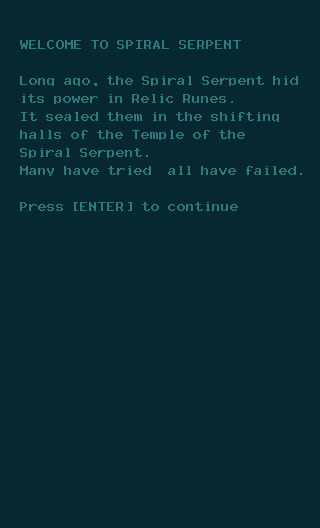 WELCOME TO SPIRAL SERPENT
Long ago, the Spiral Serpent hid
its power in Relic Runes.
It sealed them in the shifting
halls of the Temple of the
Spiral Serpent.
Many have tried  all have failed.
Press [ENTER] to continue